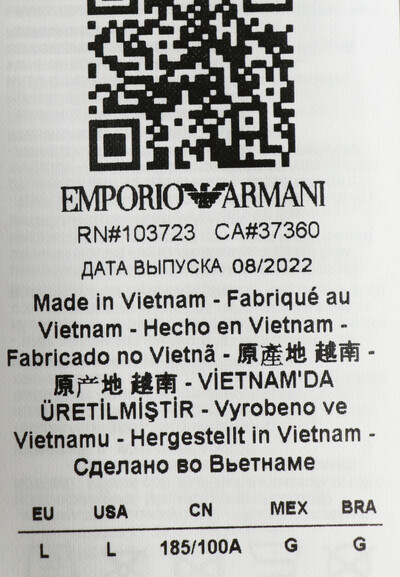 EMPORIO ARMANI
RN#103723 CA#37360
ДАТА ВЫПУСКА 08/2022
Made in Vietnam - Fabriqué au
Vietnam - Hecho en Vietnam -
Fabricado no Vietnã - 原產地 越南 -
原产地 越南 - VİETNAM'DA
ÜRETİLMİŞTİR - Vyrobeno ve
Vietnamu - Hergestellt in Vietnam -
Сделано во Вьетнаме
EU USA CN MEX BRA
L L 185/100A G G